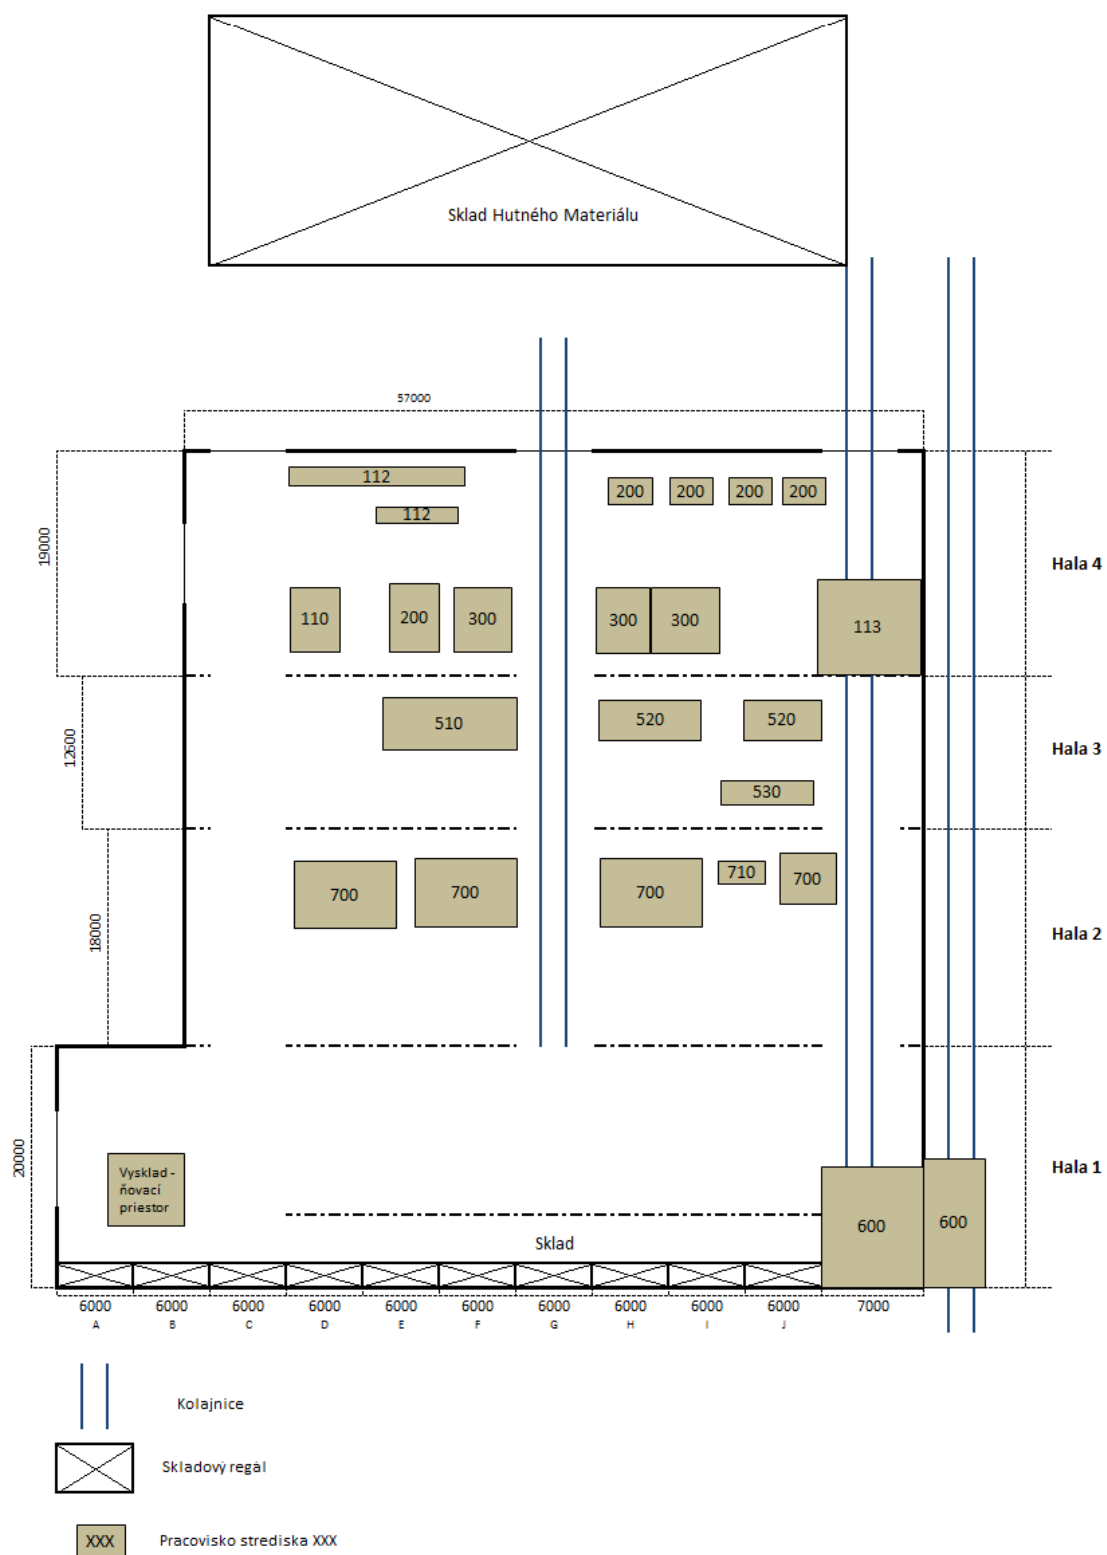 Sklad Hutného Materiálu
57000
112
200 200 200 200
112
19000
Hala 4
110 200 300 300 300 113
510 520 520
12600
Hala 3
530
700 700 700 710 700
18000
Hala 2
20000
Vysklad -
ňovací
priestor
Hala 1
600 600
Sklad
6000 6000 6000 6000 6000 6000 6000 6000 6000 6000 7000
A B C D E F G H I J
Kolajnice
Skladový regál
XXX Pracovisko strediska XXX